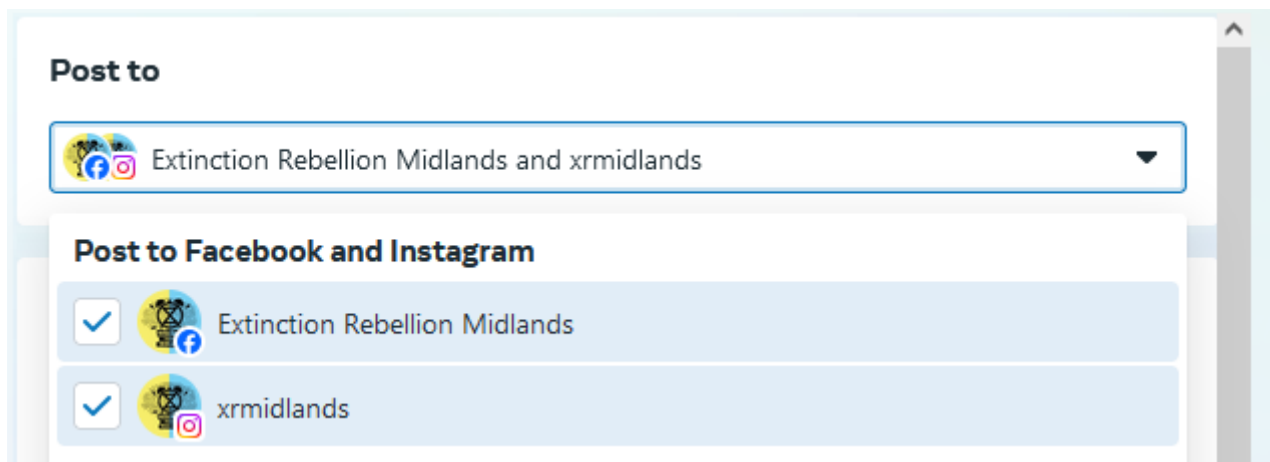 Post to
Extinction Rebellion Midlands and xrmidlands
Post to Facebook and Instagram
Extinction Rebellion Midlands
xrmidlands